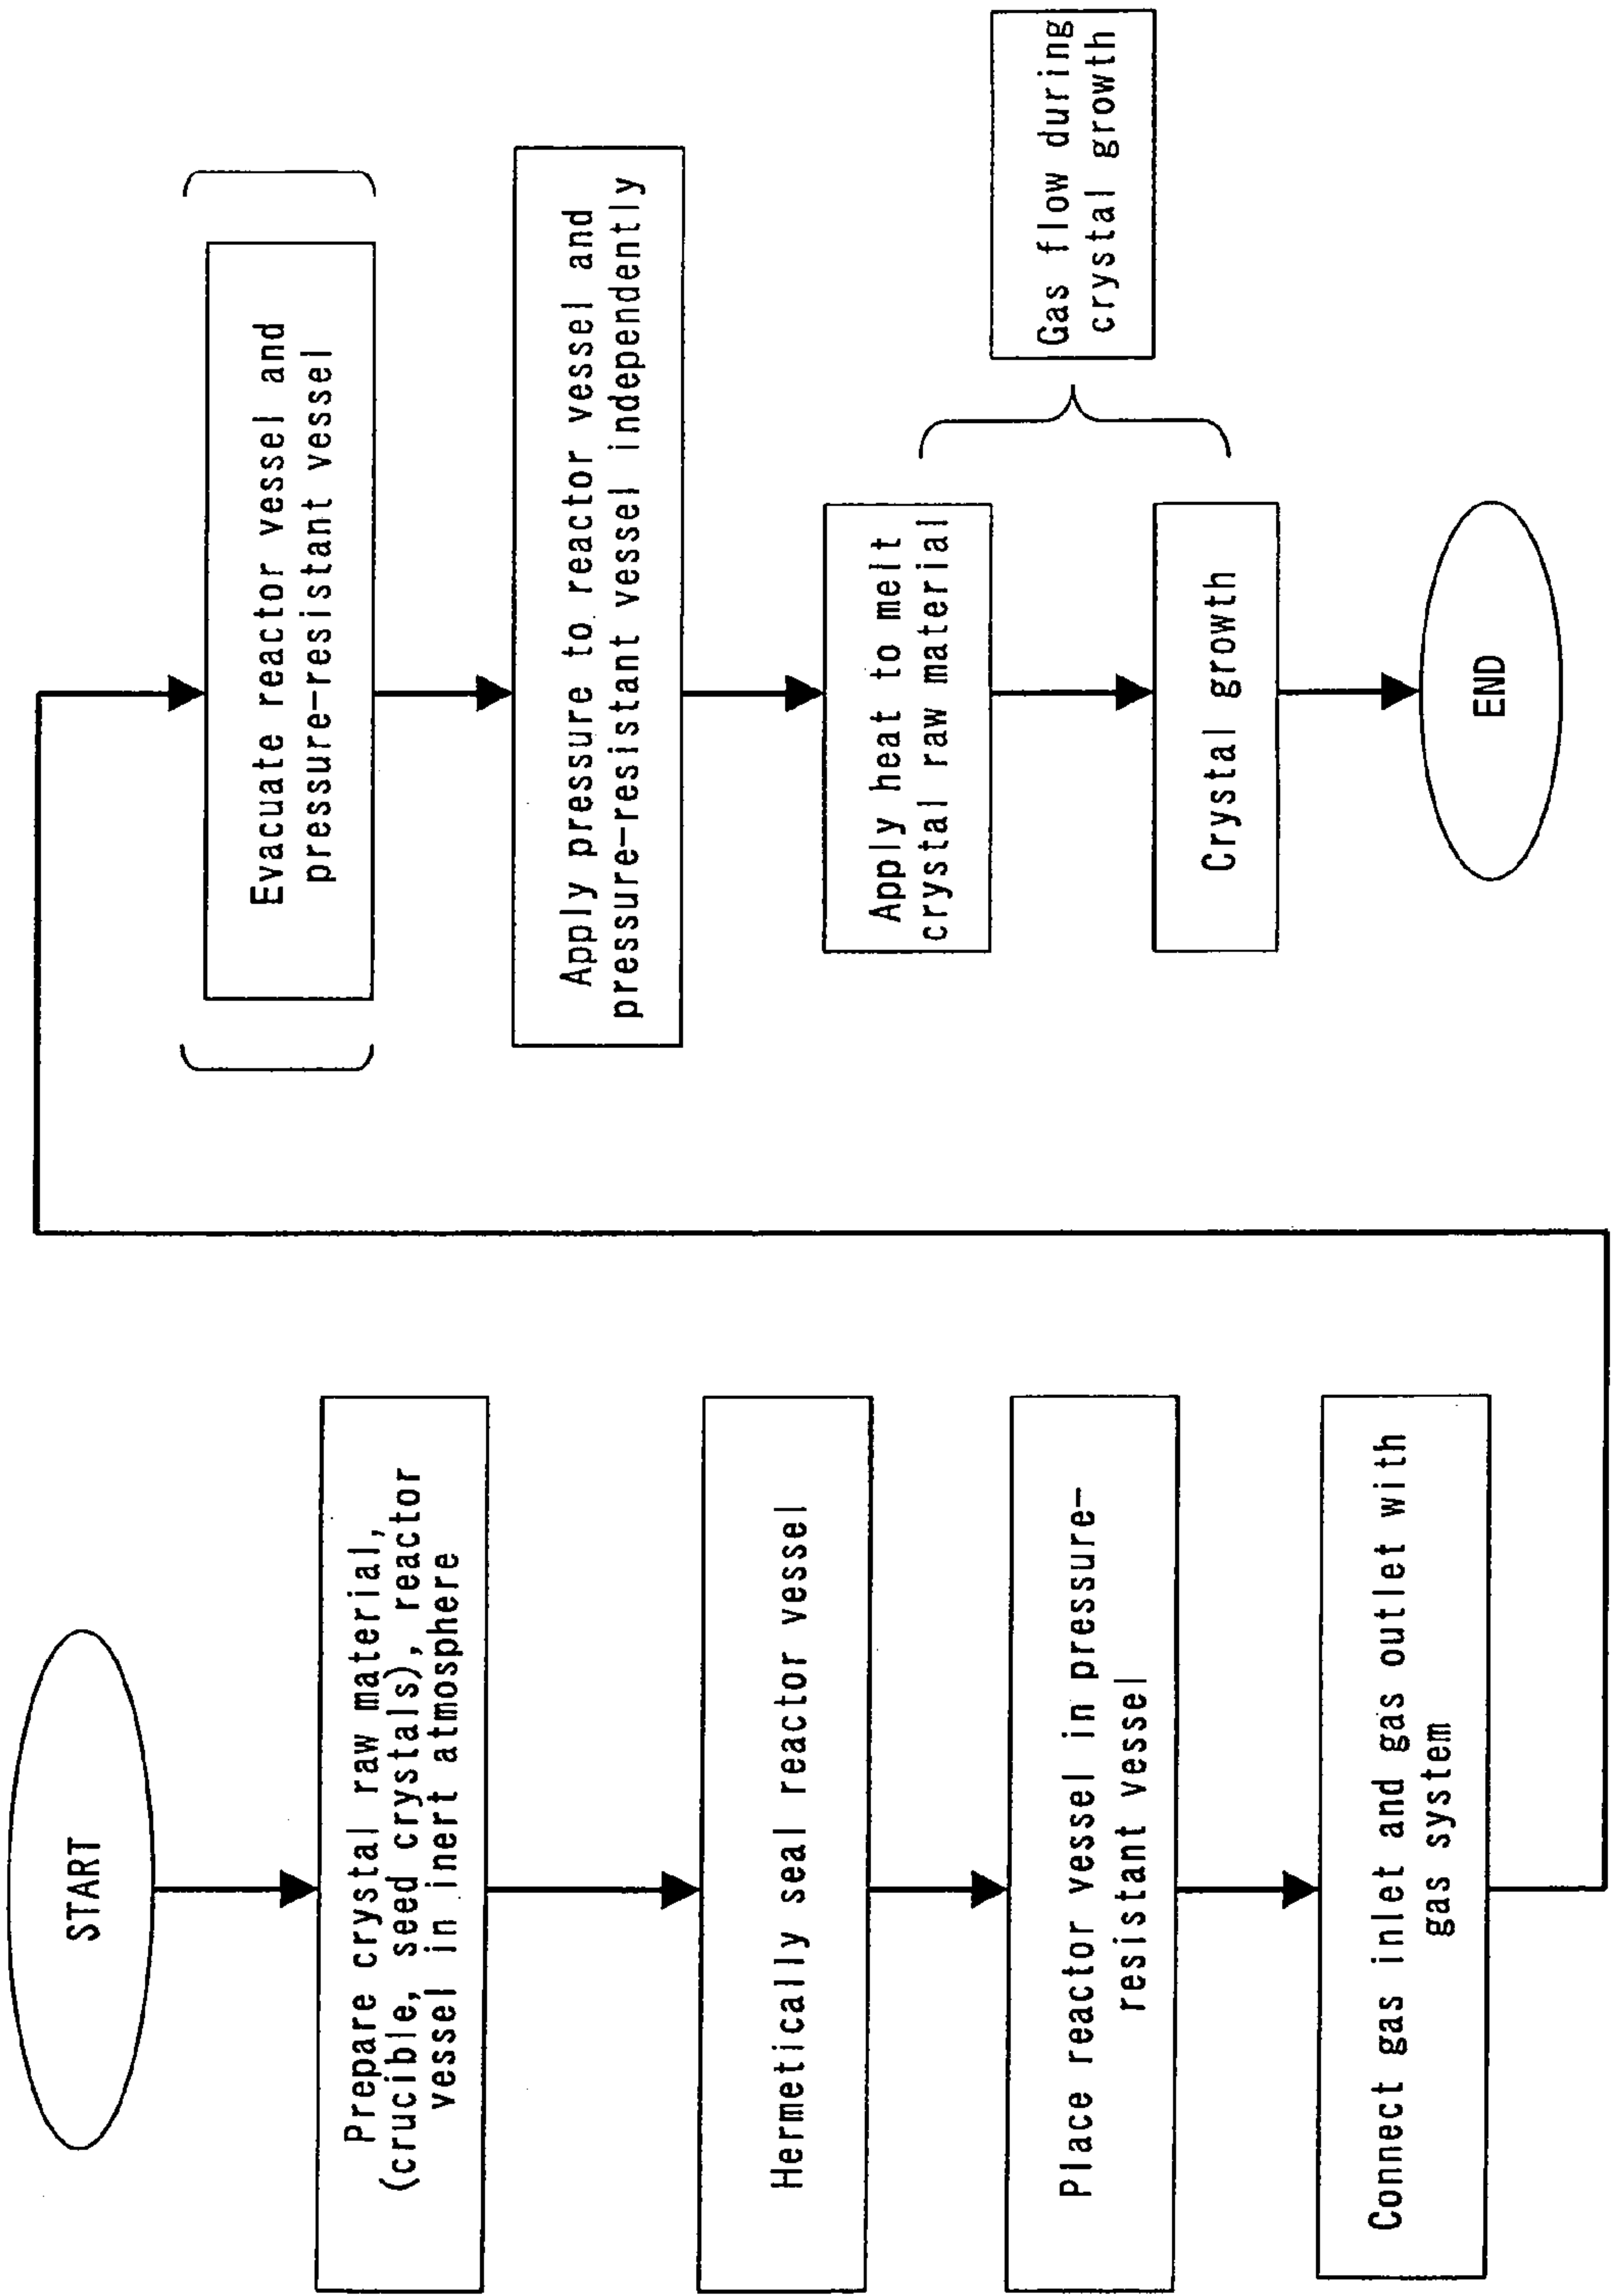 START
Prepare crystal raw material,
(crucible, seed crystals), reactor
vessel in inert atmosphere
Hermetically seal reactor vessel
Place reactor vessel in pressure-
resistant vessel
Connect gas inlet and gas outlet with
gas system
Evacuate reactor vessel and
pressure-resistant vessel
Apply pressure to reactor vessel and
pressure-resistant vessel independently
Apply heat to melt
crystal raw material
Gas flow during
crystal growth
Crystal growth
END